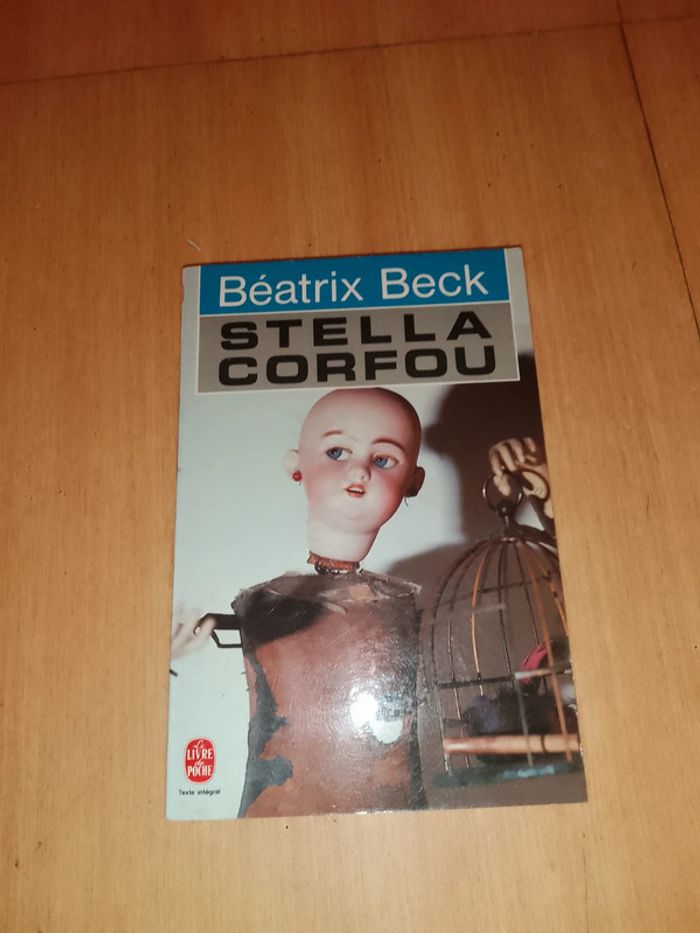 Béatrix Beck
STELLA
CORFOU
Le
LIVRE
de
POCHE
Texte intégral